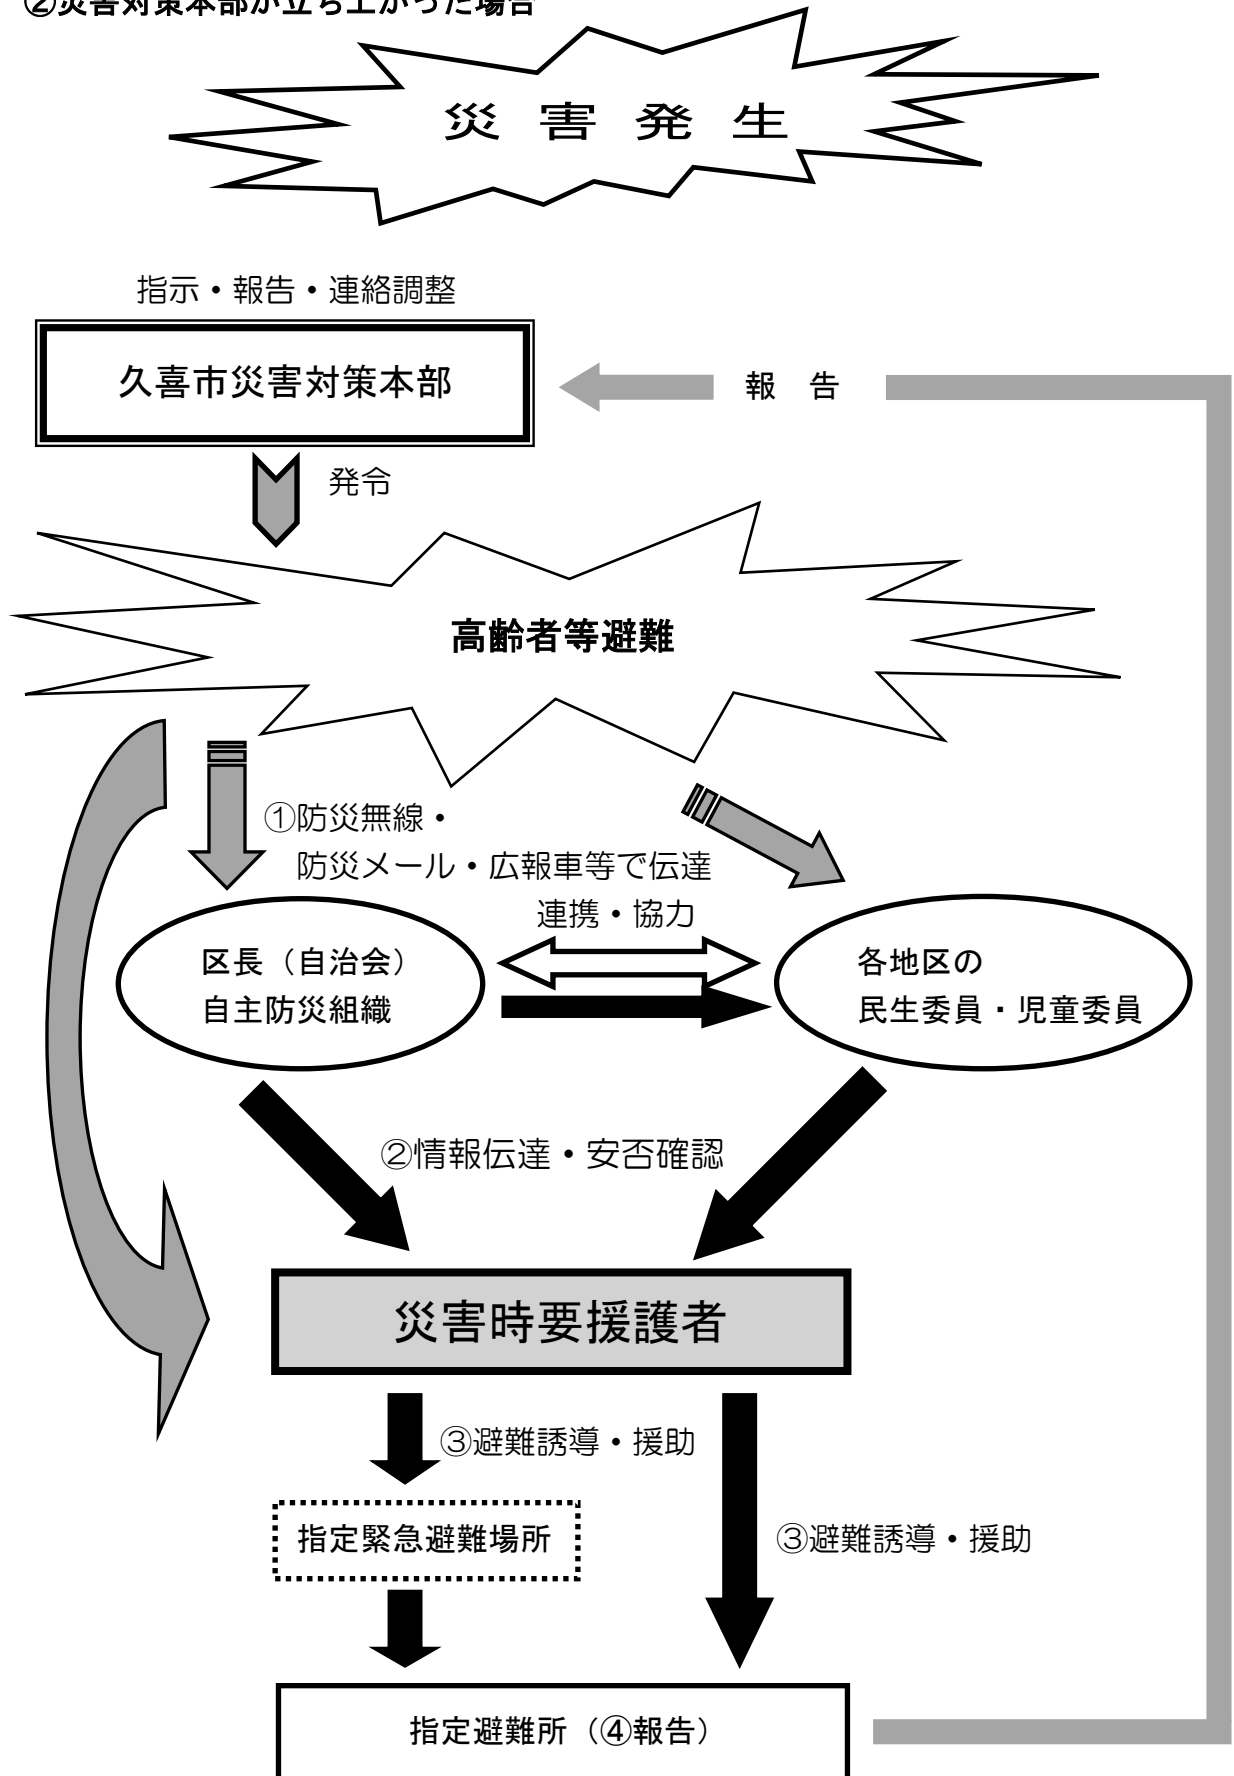 ②災害対策本部が立ち上がった場合
災害発生
指示・報告・連絡調整
久喜市災害対策本部
報　告
発令
高齢者等避難
①防災無線・
防災メール・広報車等で伝達
連携・協力
区長（自治会）
自主防災組織
各地区の
民生委員・児童委員
②情報伝達・安否確認
災害時要援護者
③避難誘導・援助
指定緊急避難場所
③避難誘導・援助
指定避難所（④報告）